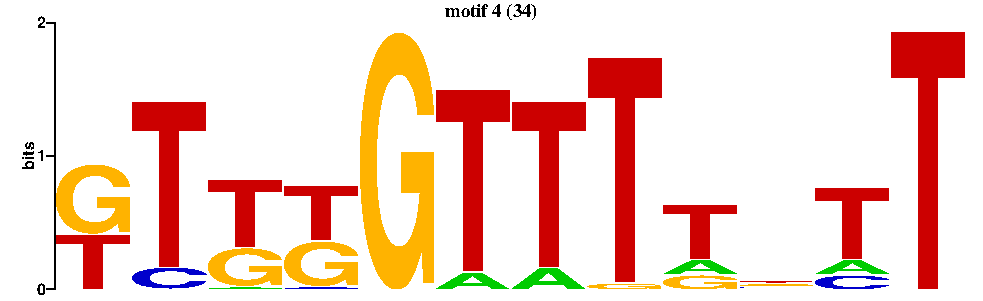 motif 4 (34)
2
bits
1
0
G T T T G T T T T T T
T C G G A A G A A
G C